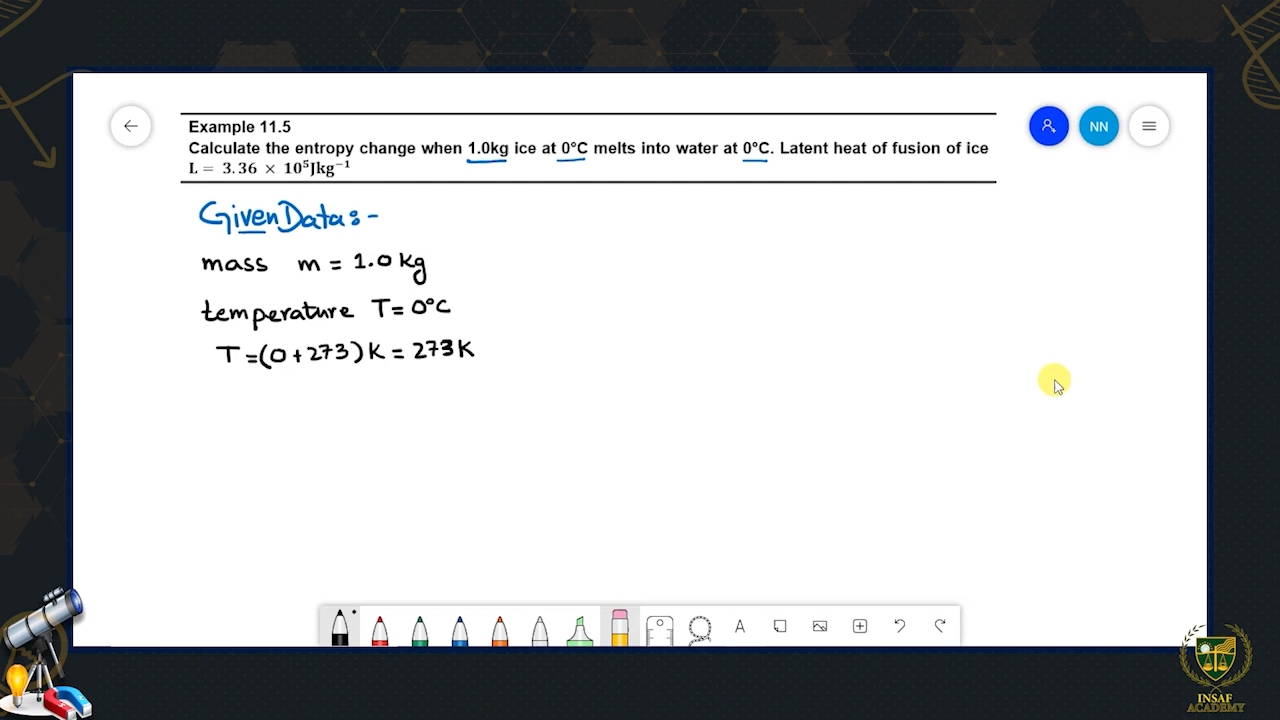 Example 11.5
Calculate the entropy change when 1.0kg ice at 0°C melts into water at 0°C. Latent heat of fusion of ice
L = 3.36 × 10⁵Jkg⁻¹
NN
Given Data:-
mass m = 1.0 kg
temperature T = 0°C
T = (0+273) K = 273 K
A
INSAF
ACADEMY